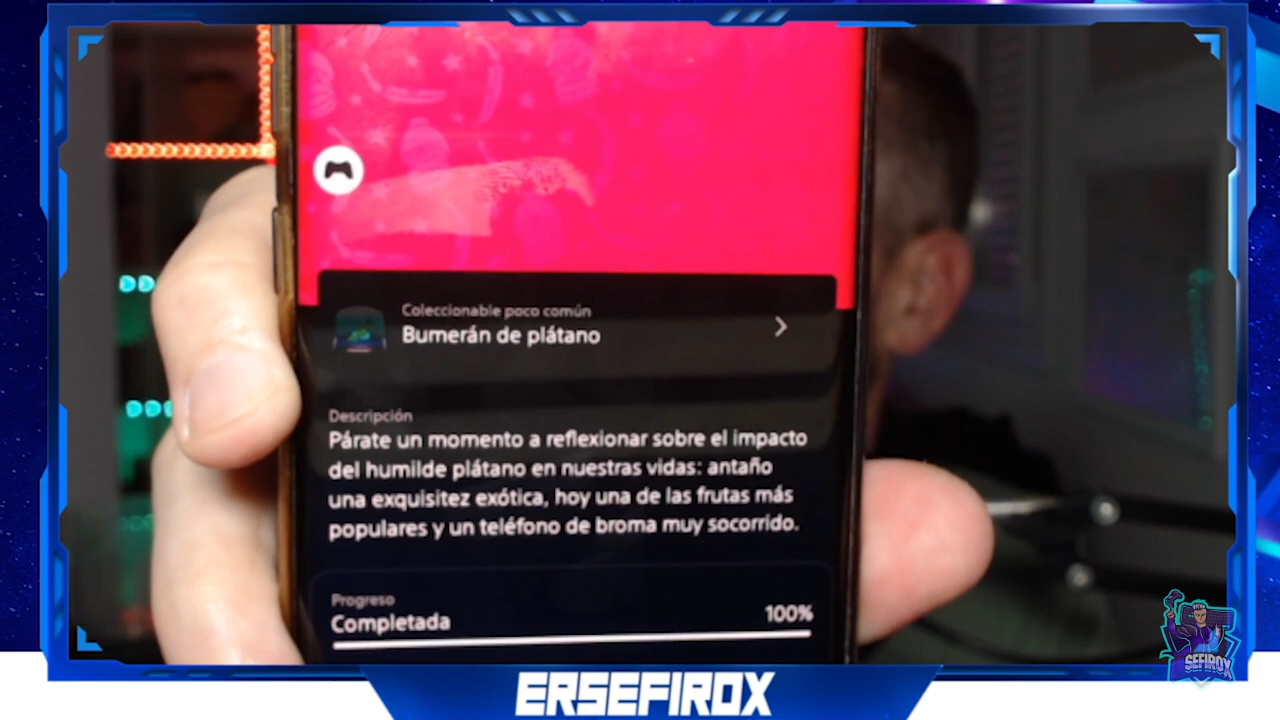 Coleccionable poco común
Bumerán de plátano
Descripción
Párate un momento a reflexionar sobre el impacto
del humilde plátano en nuestras vidas: antaño
una exquisitez exótica, hoy una de las frutas más
populares y un teléfono de broma muy socorrido.
Progreso
Completada 100%
SEFIROX
ERSEFIROX